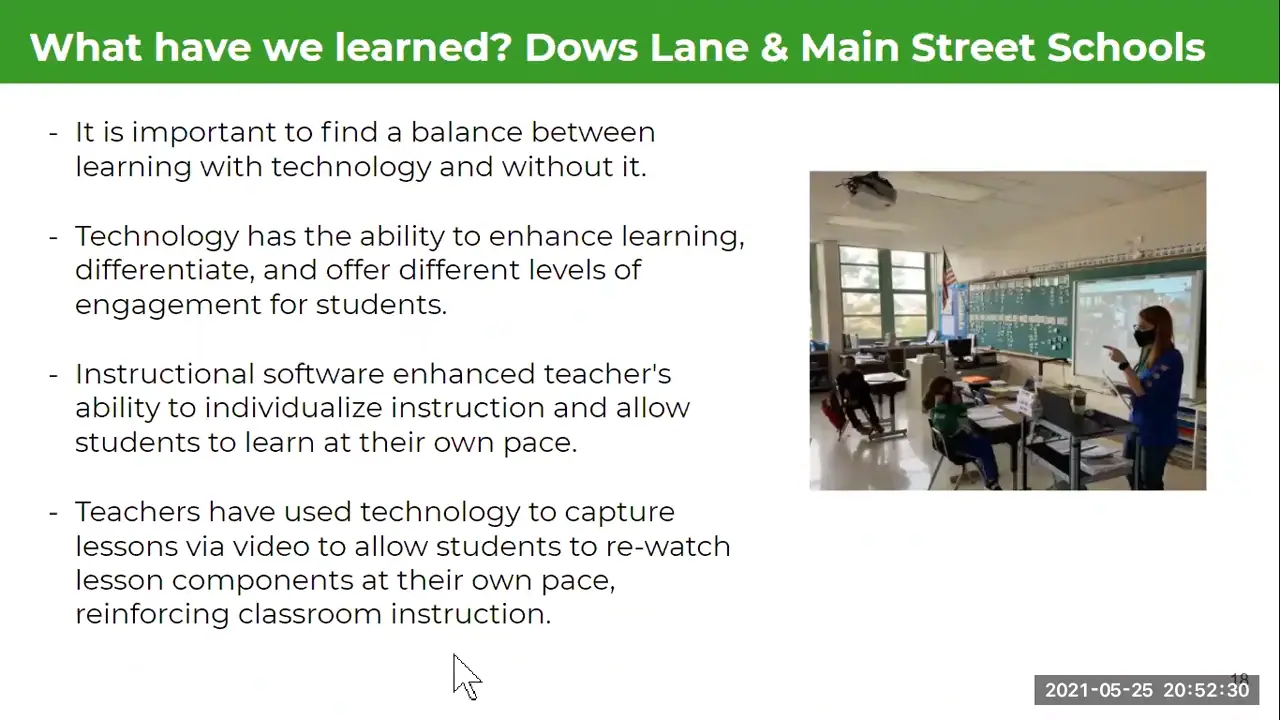 What have we learned? Dows Lane & Main Street Schools
- It is important to find a balance between
learning with technology and without it.
- Technology has the ability to enhance learning,
differentiate, and offer different levels of
engagement for students.
- Instructional software enhanced teacher's
ability to individualize instruction and allow
students to learn at their own pace.
- Teachers have used technology to capture
lessons via video to allow students to re-watch
lesson components at their own pace,
reinforcing classroom instruction.
18
2021-05-25 20:52:30